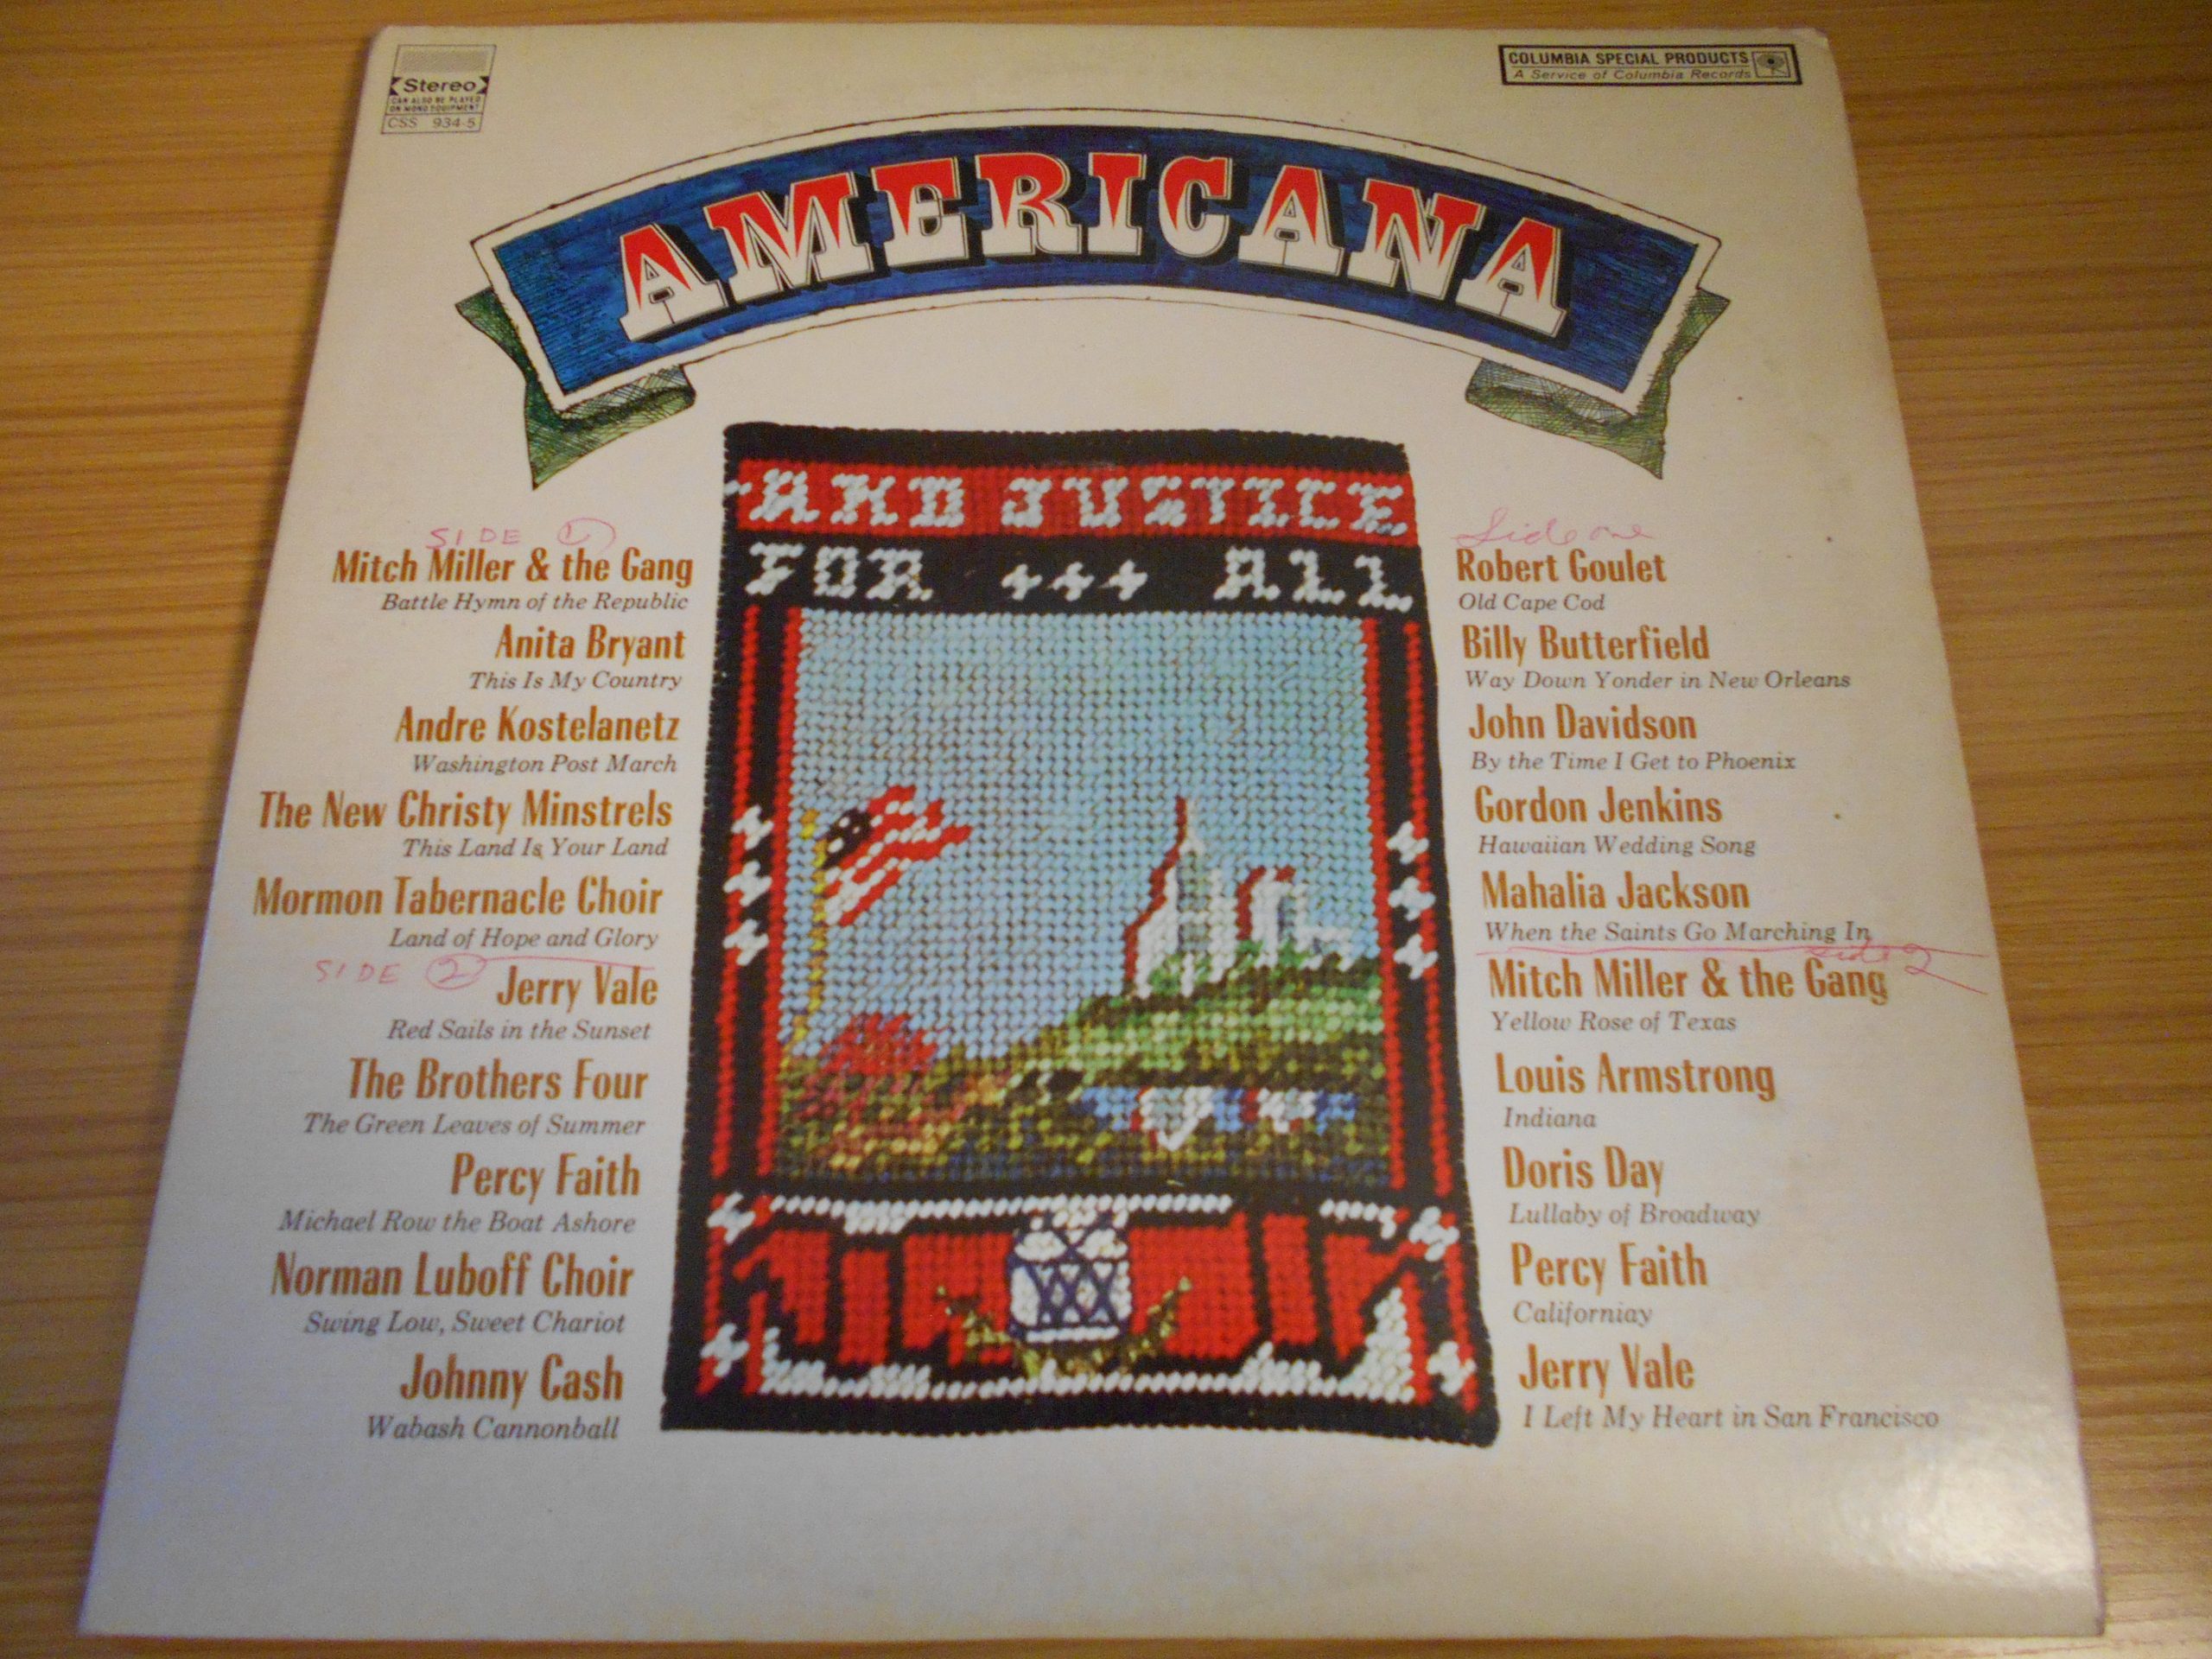 Stereo
CAN ALSO BE PLAYED
ON MONO EQUIPMENT
CSS 934-5
COLUMBIA SPECIAL PRODUCTS
A Service of Columbia Records
AMERICANA
AND JUSTICE
FOR +++ ALL
SIDE 1
Mitch Miller & the Gang
Battle Hymn of the Republic
Anita Bryant
This Is My Country
Andre Kostelanetz
Washington Post March
The New Christy Minstrels
This Land Is Your Land
Mormon Tabernacle Choir
Land of Hope and Glory
SIDE 2
Jerry Vale
Red Sails in the Sunset
The Brothers Four
The Green Leaves of Summer
Percy Faith
Michael Row the Boat Ashore
Norman Luboff Choir
Swing Low, Sweet Chariot
Johnny Cash
Wabash Cannonball
Side one
Robert Goulet
Old Cape Cod
Billy Butterfield
Way Down Yonder in New Orleans
John Davidson
By the Time I Get to Phoenix
Gordon Jenkins
Hawaiian Wedding Song
Mahalia Jackson
When the Saints Go Marching In
Side 2
Mitch Miller & the Gang
Yellow Rose of Texas
Louis Armstrong
Indiana
Doris Day
Lullaby of Broadway
Percy Faith
Californiay
Jerry Vale
I Left My Heart in San Francisco